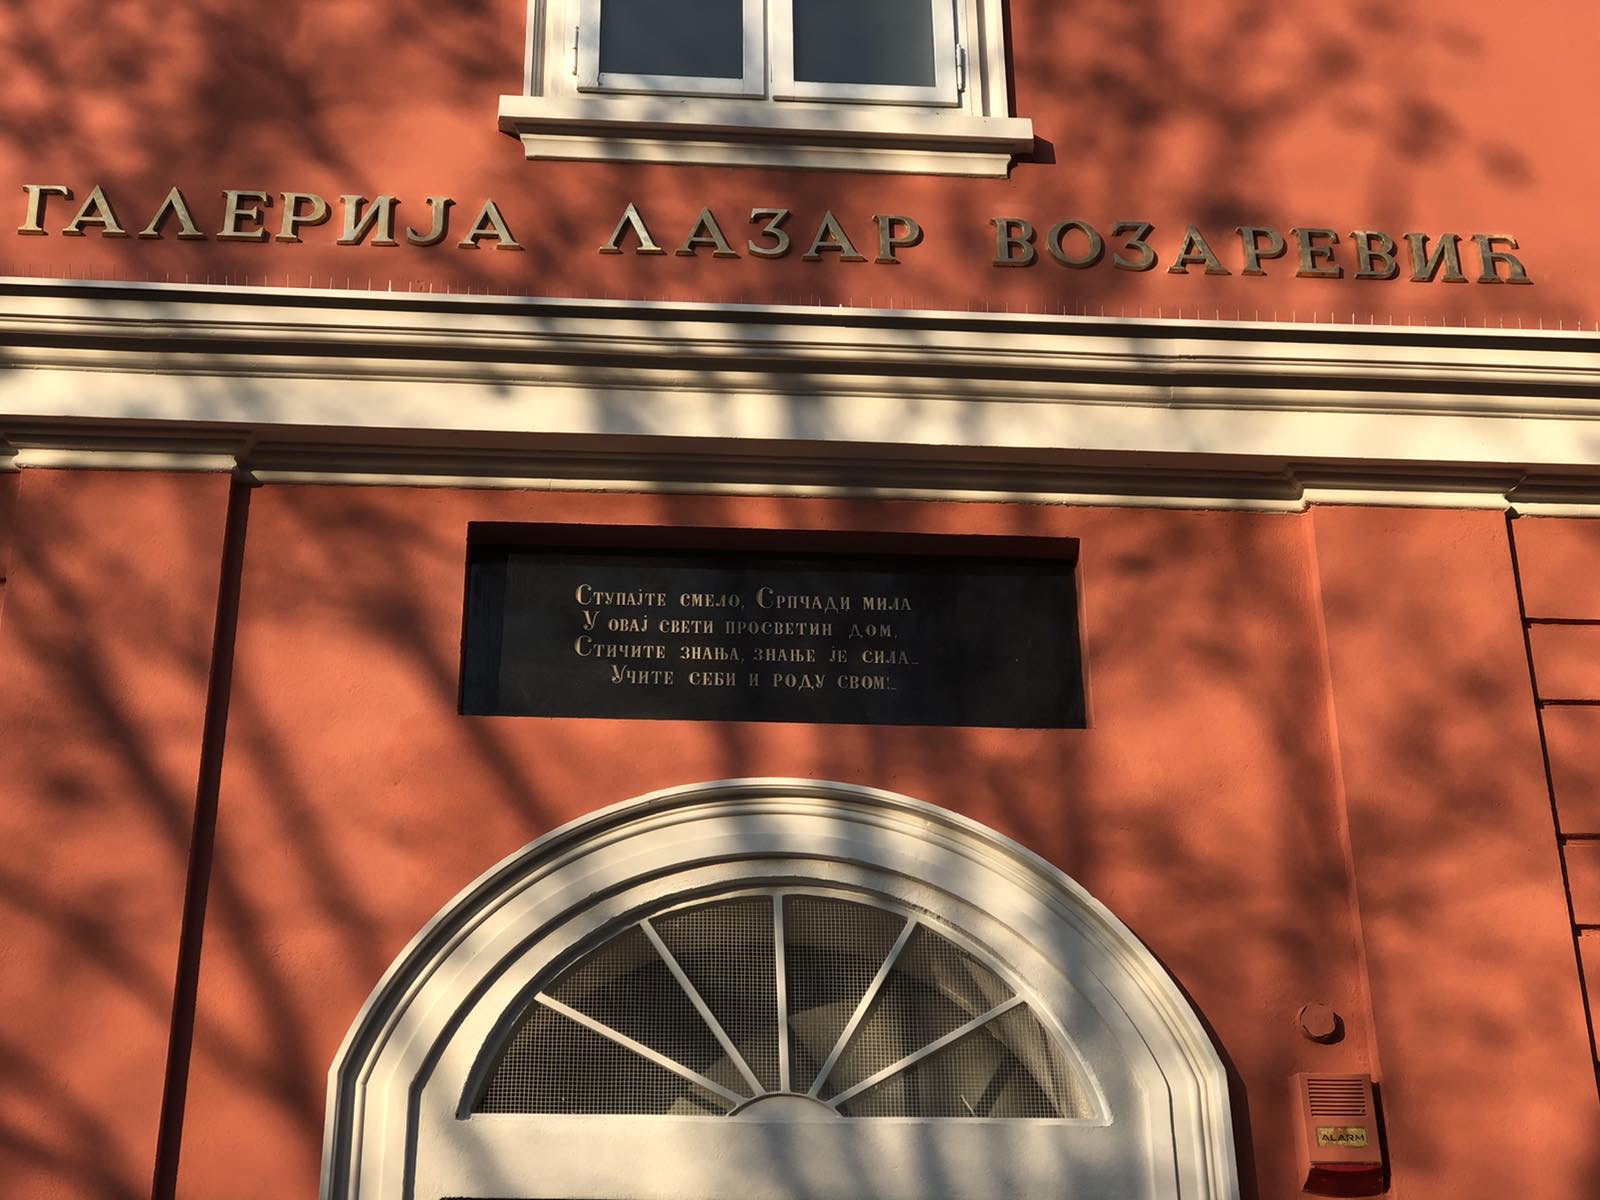 ГАЛЕРИЈА ЛАЗАР ВОЗАРЕВИЋ
Ступајте смело, Српчади мила
У овај свети просветин дом,
Стичите знања, знање је сила...
Учите себи и роду свом!...
ALARM